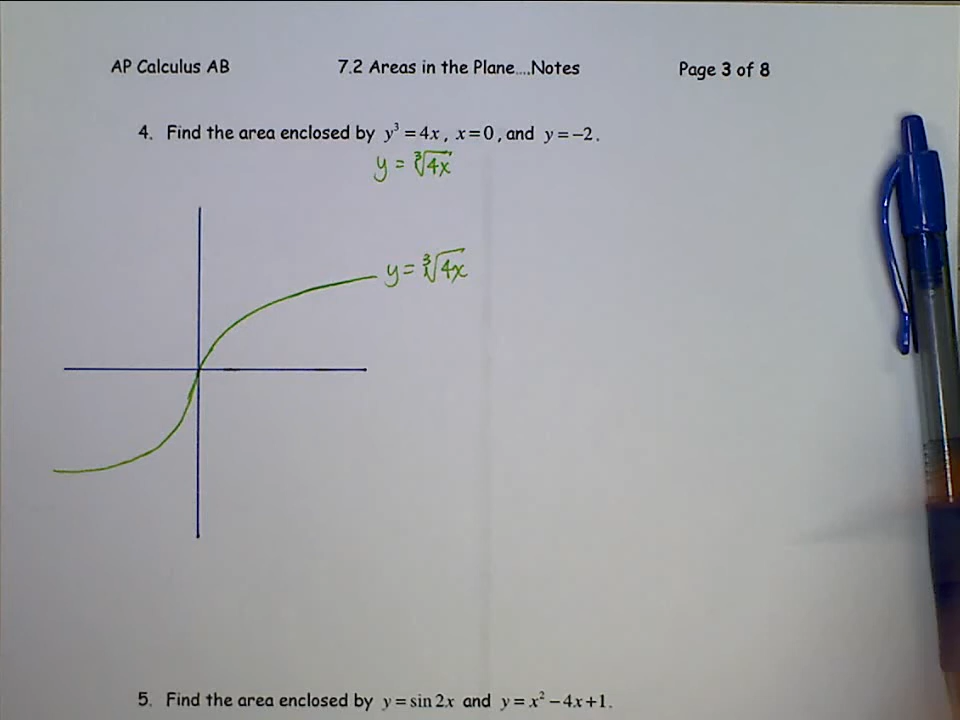 AP Calculus AB 7.2 Areas in the Plane....Notes Page 3 of 8
4. Find the area enclosed by y³ = 4x, x = 0, and y = −2.
y = ∛4x
y = ∛4x
5. Find the area enclosed by y = sin 2x and y = x² − 4x + 1.